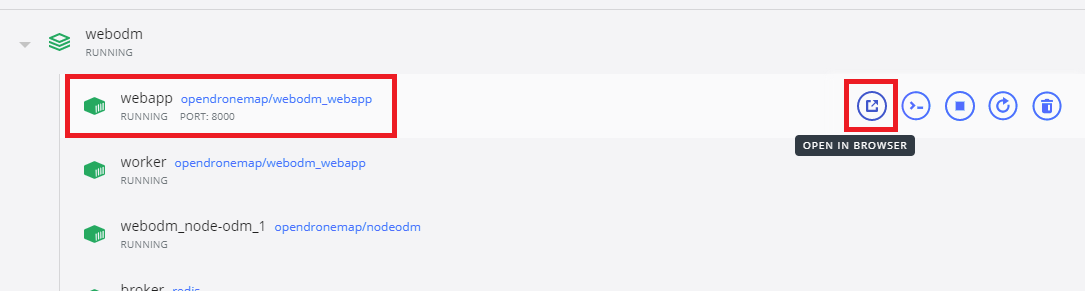 webodm
RUNNING
webapp opendronemap/webodm_webapp
RUNNING PORT: 8000
OPEN IN BROWSER
worker opendronemap/webodm_webapp
RUNNING
webodm_node-odm_1 opendronemap/nodeodm
RUNNING
broker redis